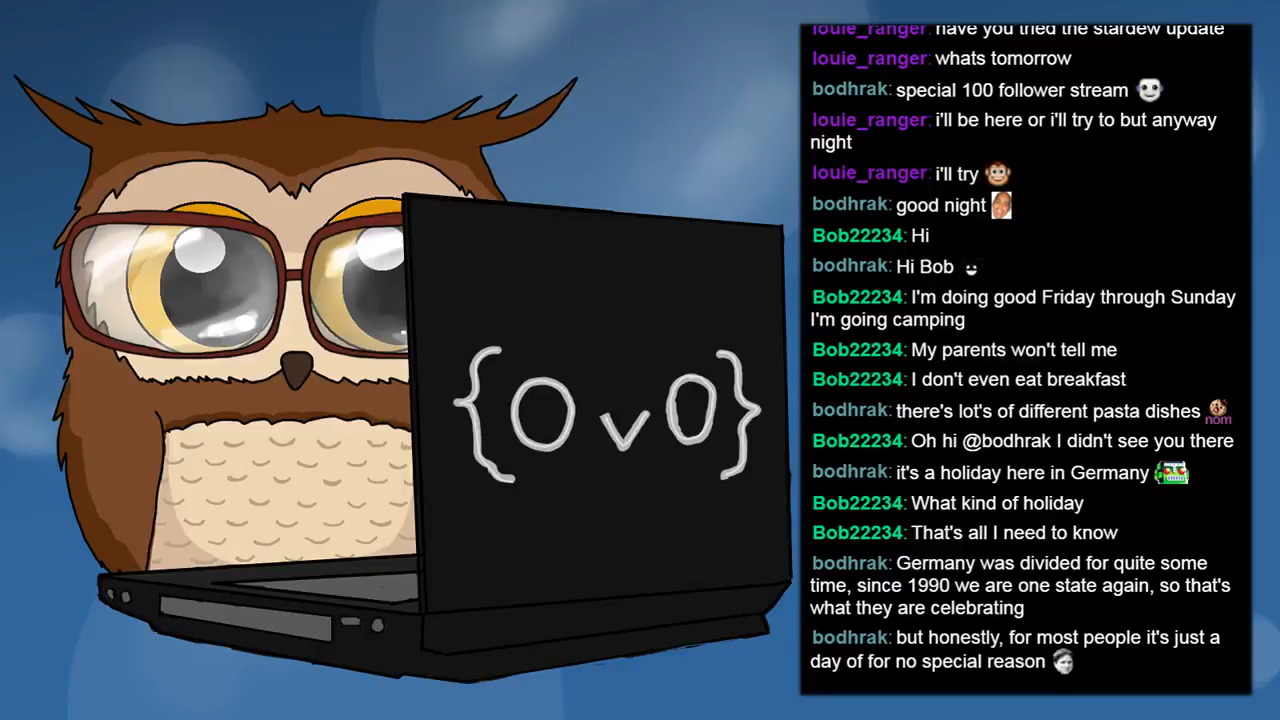 {OvO}
louie_ranger: have you tried the stardew update
louie_ranger: whats tomorrow
bodhrak: special 100 follower stream
louie_ranger: i'll be here or i'll try to but anyway
night
louie_ranger: i'll try
bodhrak: good night
Bob22234: Hi
bodhrak: Hi Bob
Bob22234: I'm doing good Friday through Sunday
I'm going camping
Bob22234: My parents won't tell me
Bob22234: I don't even eat breakfast
bodhrak: there's lot's of different pasta dishes
nom
Bob22234: Oh hi @bodhrak I didn't see you there
bodhrak: it's a holiday here in Germany
Bob22234: What kind of holiday
Bob22234: That's all I need to know
bodhrak: Germany was divided for quite some
time, since 1990 we are one state again, so that's
what they are celebrating
bodhrak: but honestly, for most people it's just a
day of for no special reason